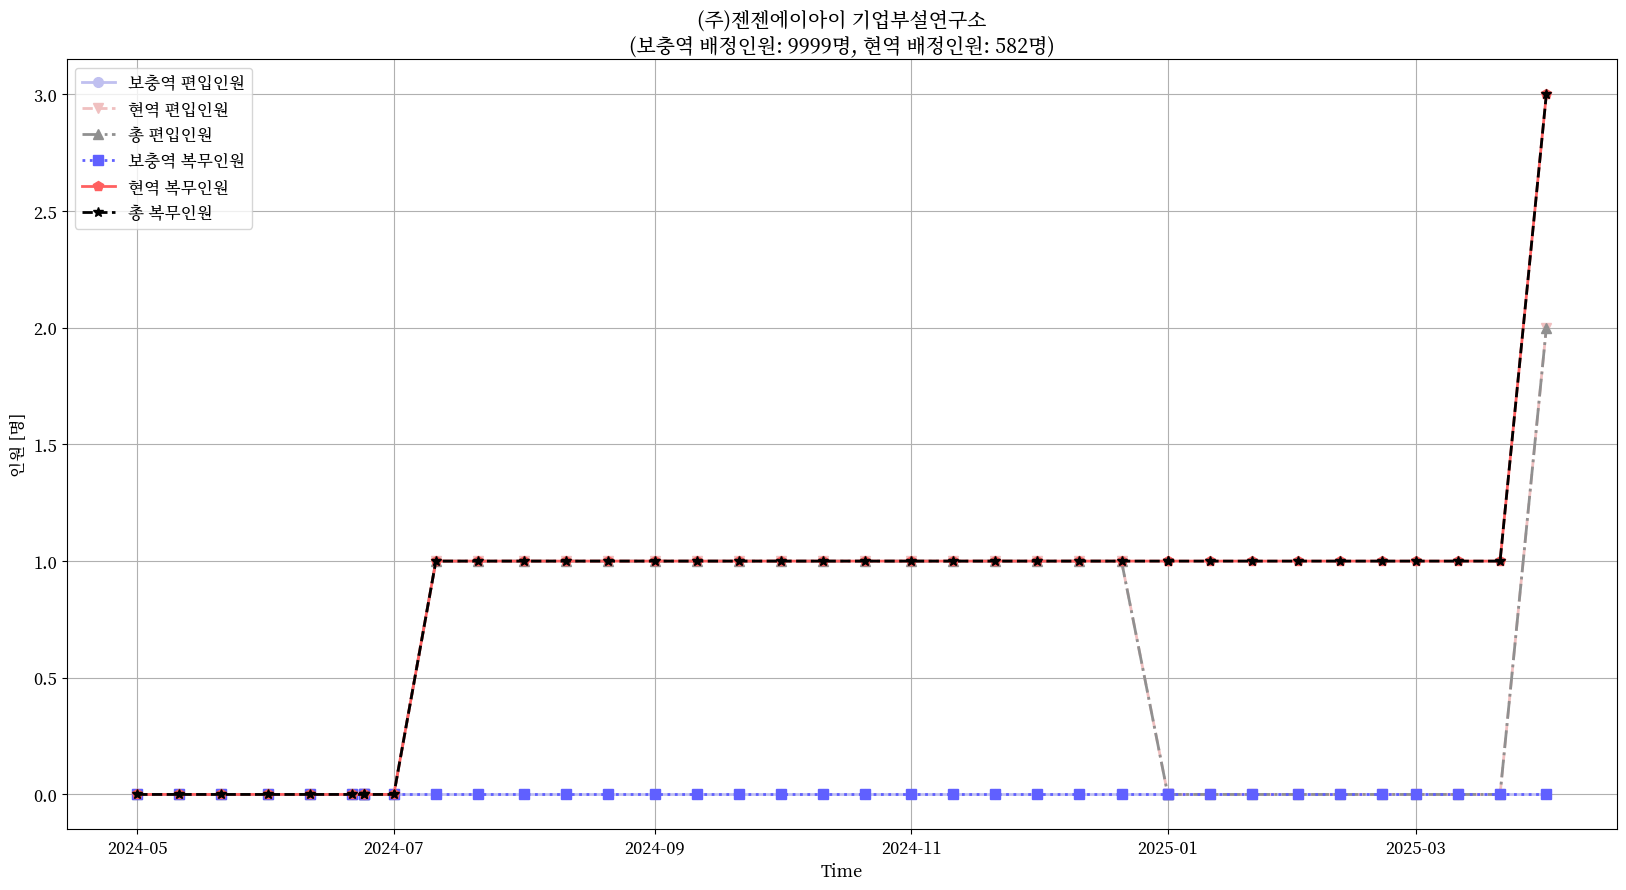 (주)젠젠에이아이 기업부설연구소
(보충역 배정인원: 9999명, 현역 배정인원: 582명)
보충역 편입인원
현역 편입인원
총 편입인원
보충역 복무인원
현역 복무인원
총 복무인원
3.0
2.5
2.0
1.5
1.0
0.5
0.0
인원 [명]
2024-05
2024-07
2024-09
2024-11
2025-01
2025-03
Time